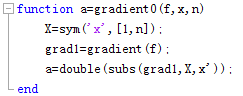 function a=gradient0(f,x,n)
X=sym('x',[1,n]);
grad1=gradient(f);
a=double(subs(grad1,X,x'));
end